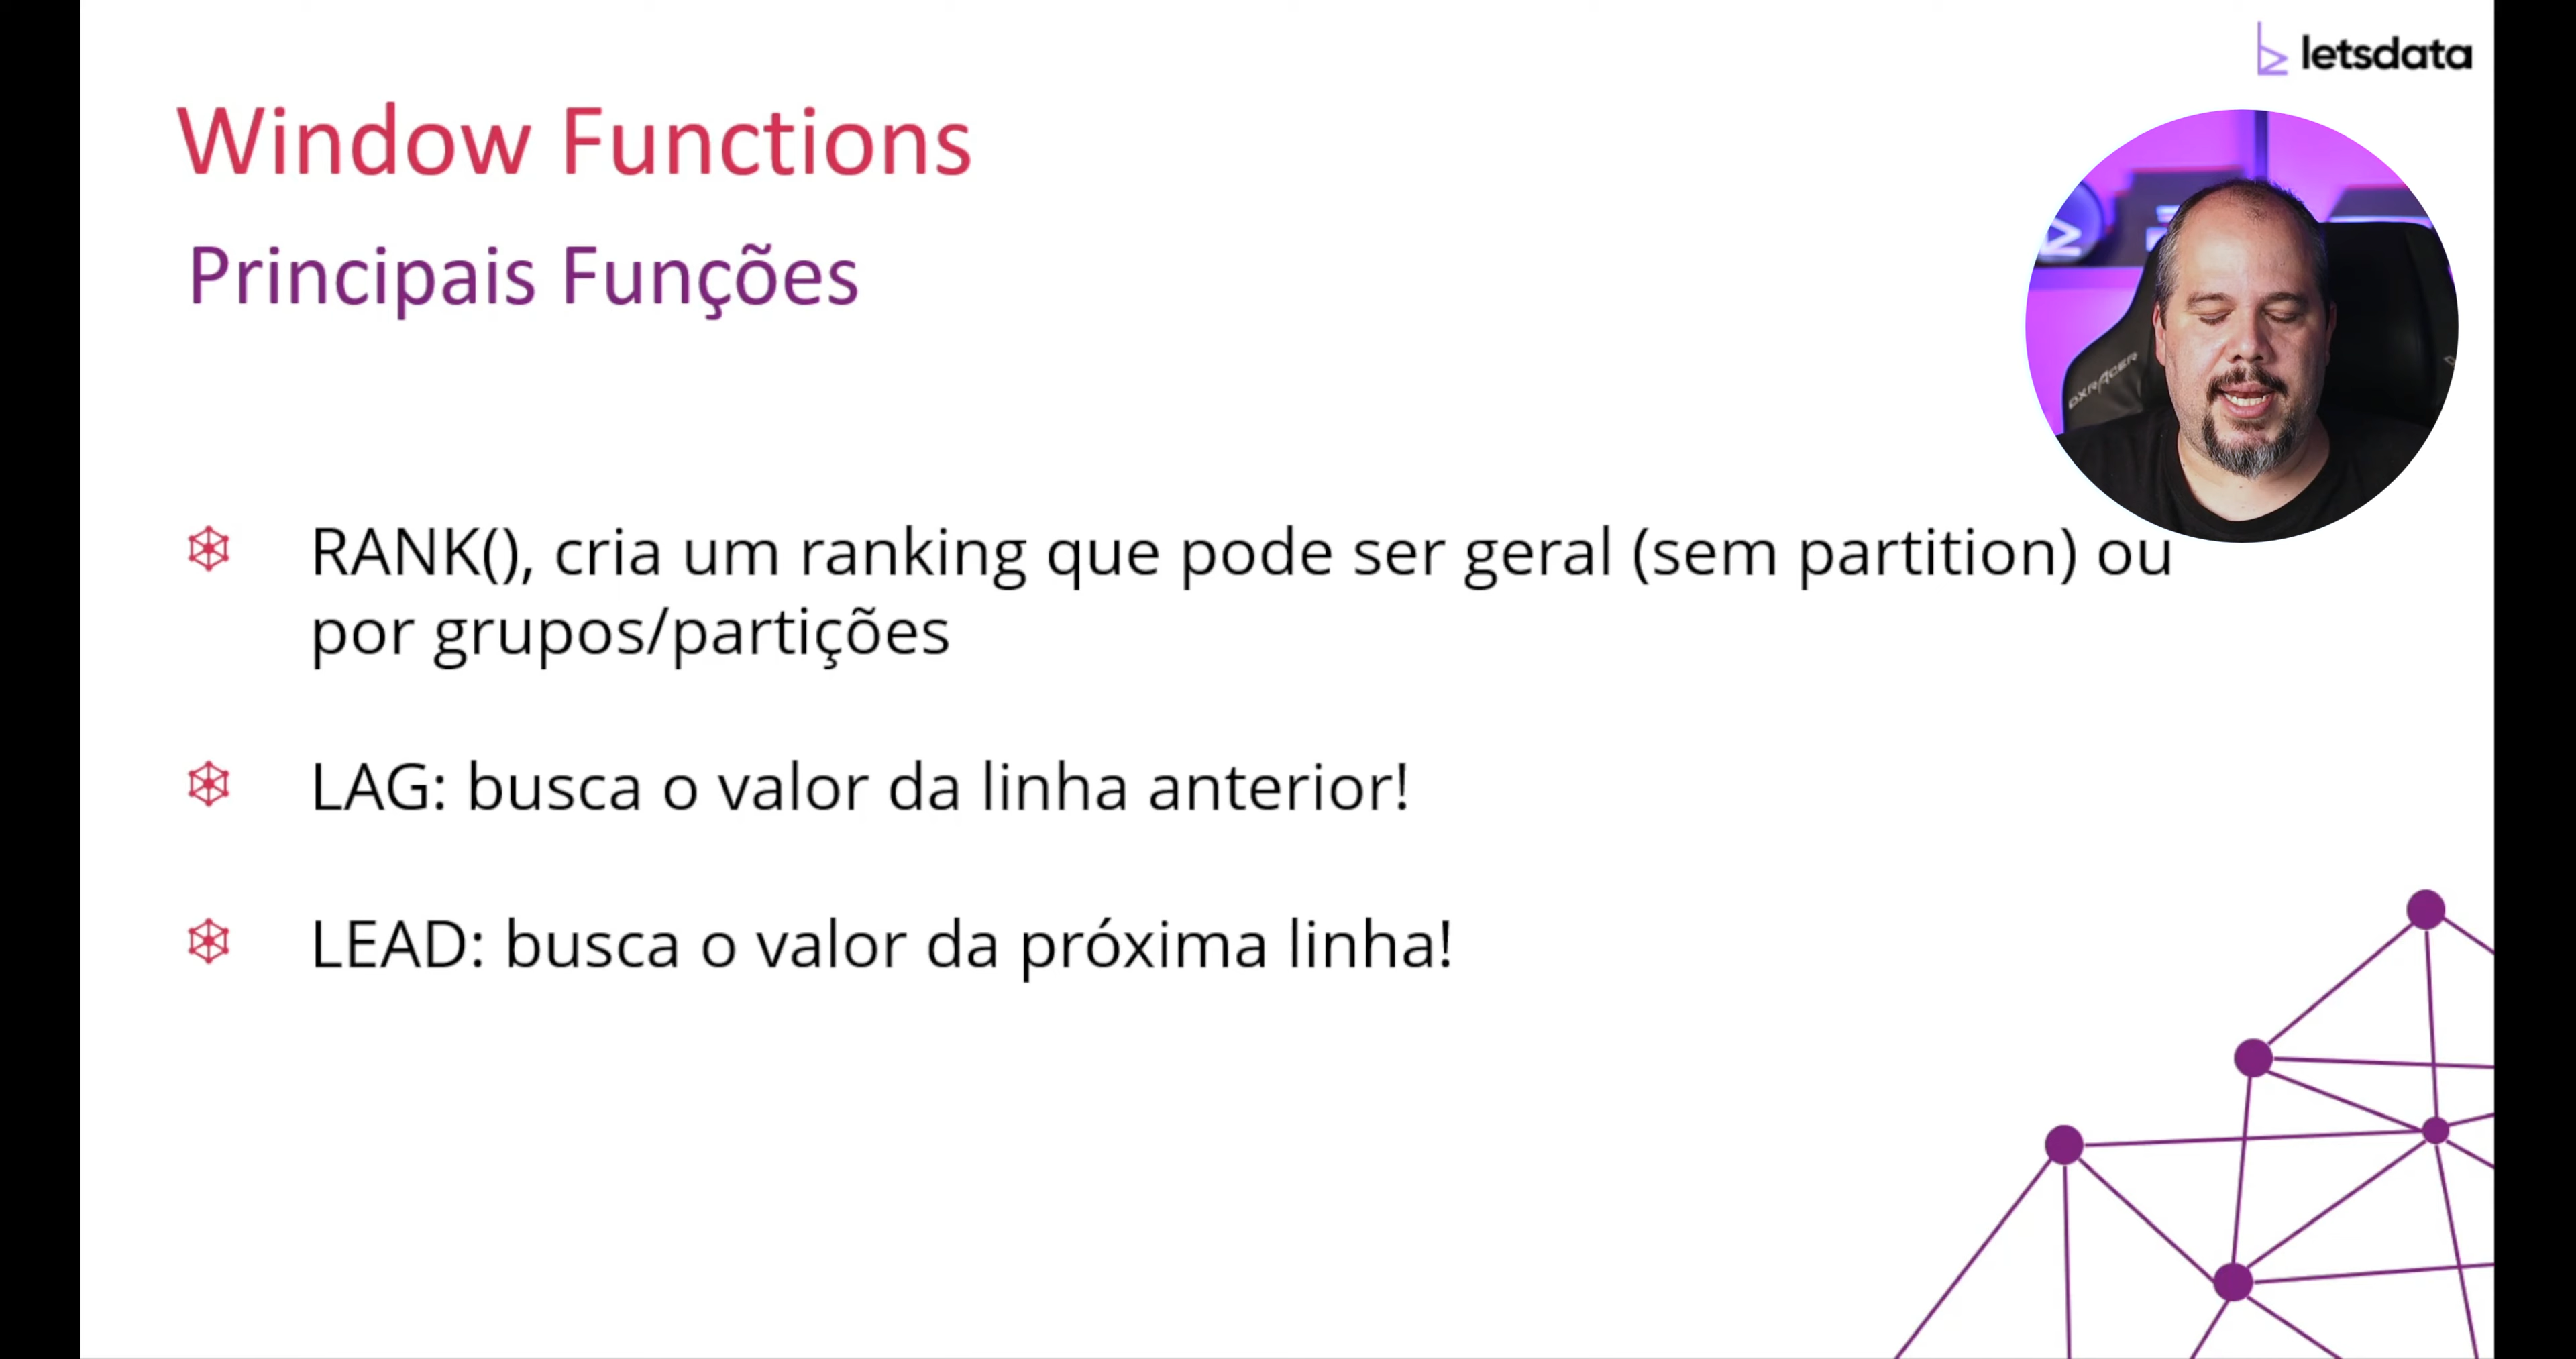 letsdata
Window Functions
Principais Funções
DXRACER
RANK(), cria um ranking que pode ser geral (sem partition) ou
por grupos/partições
LAG: busca o valor da linha anterior!
LEAD: busca o valor da próxima linha!